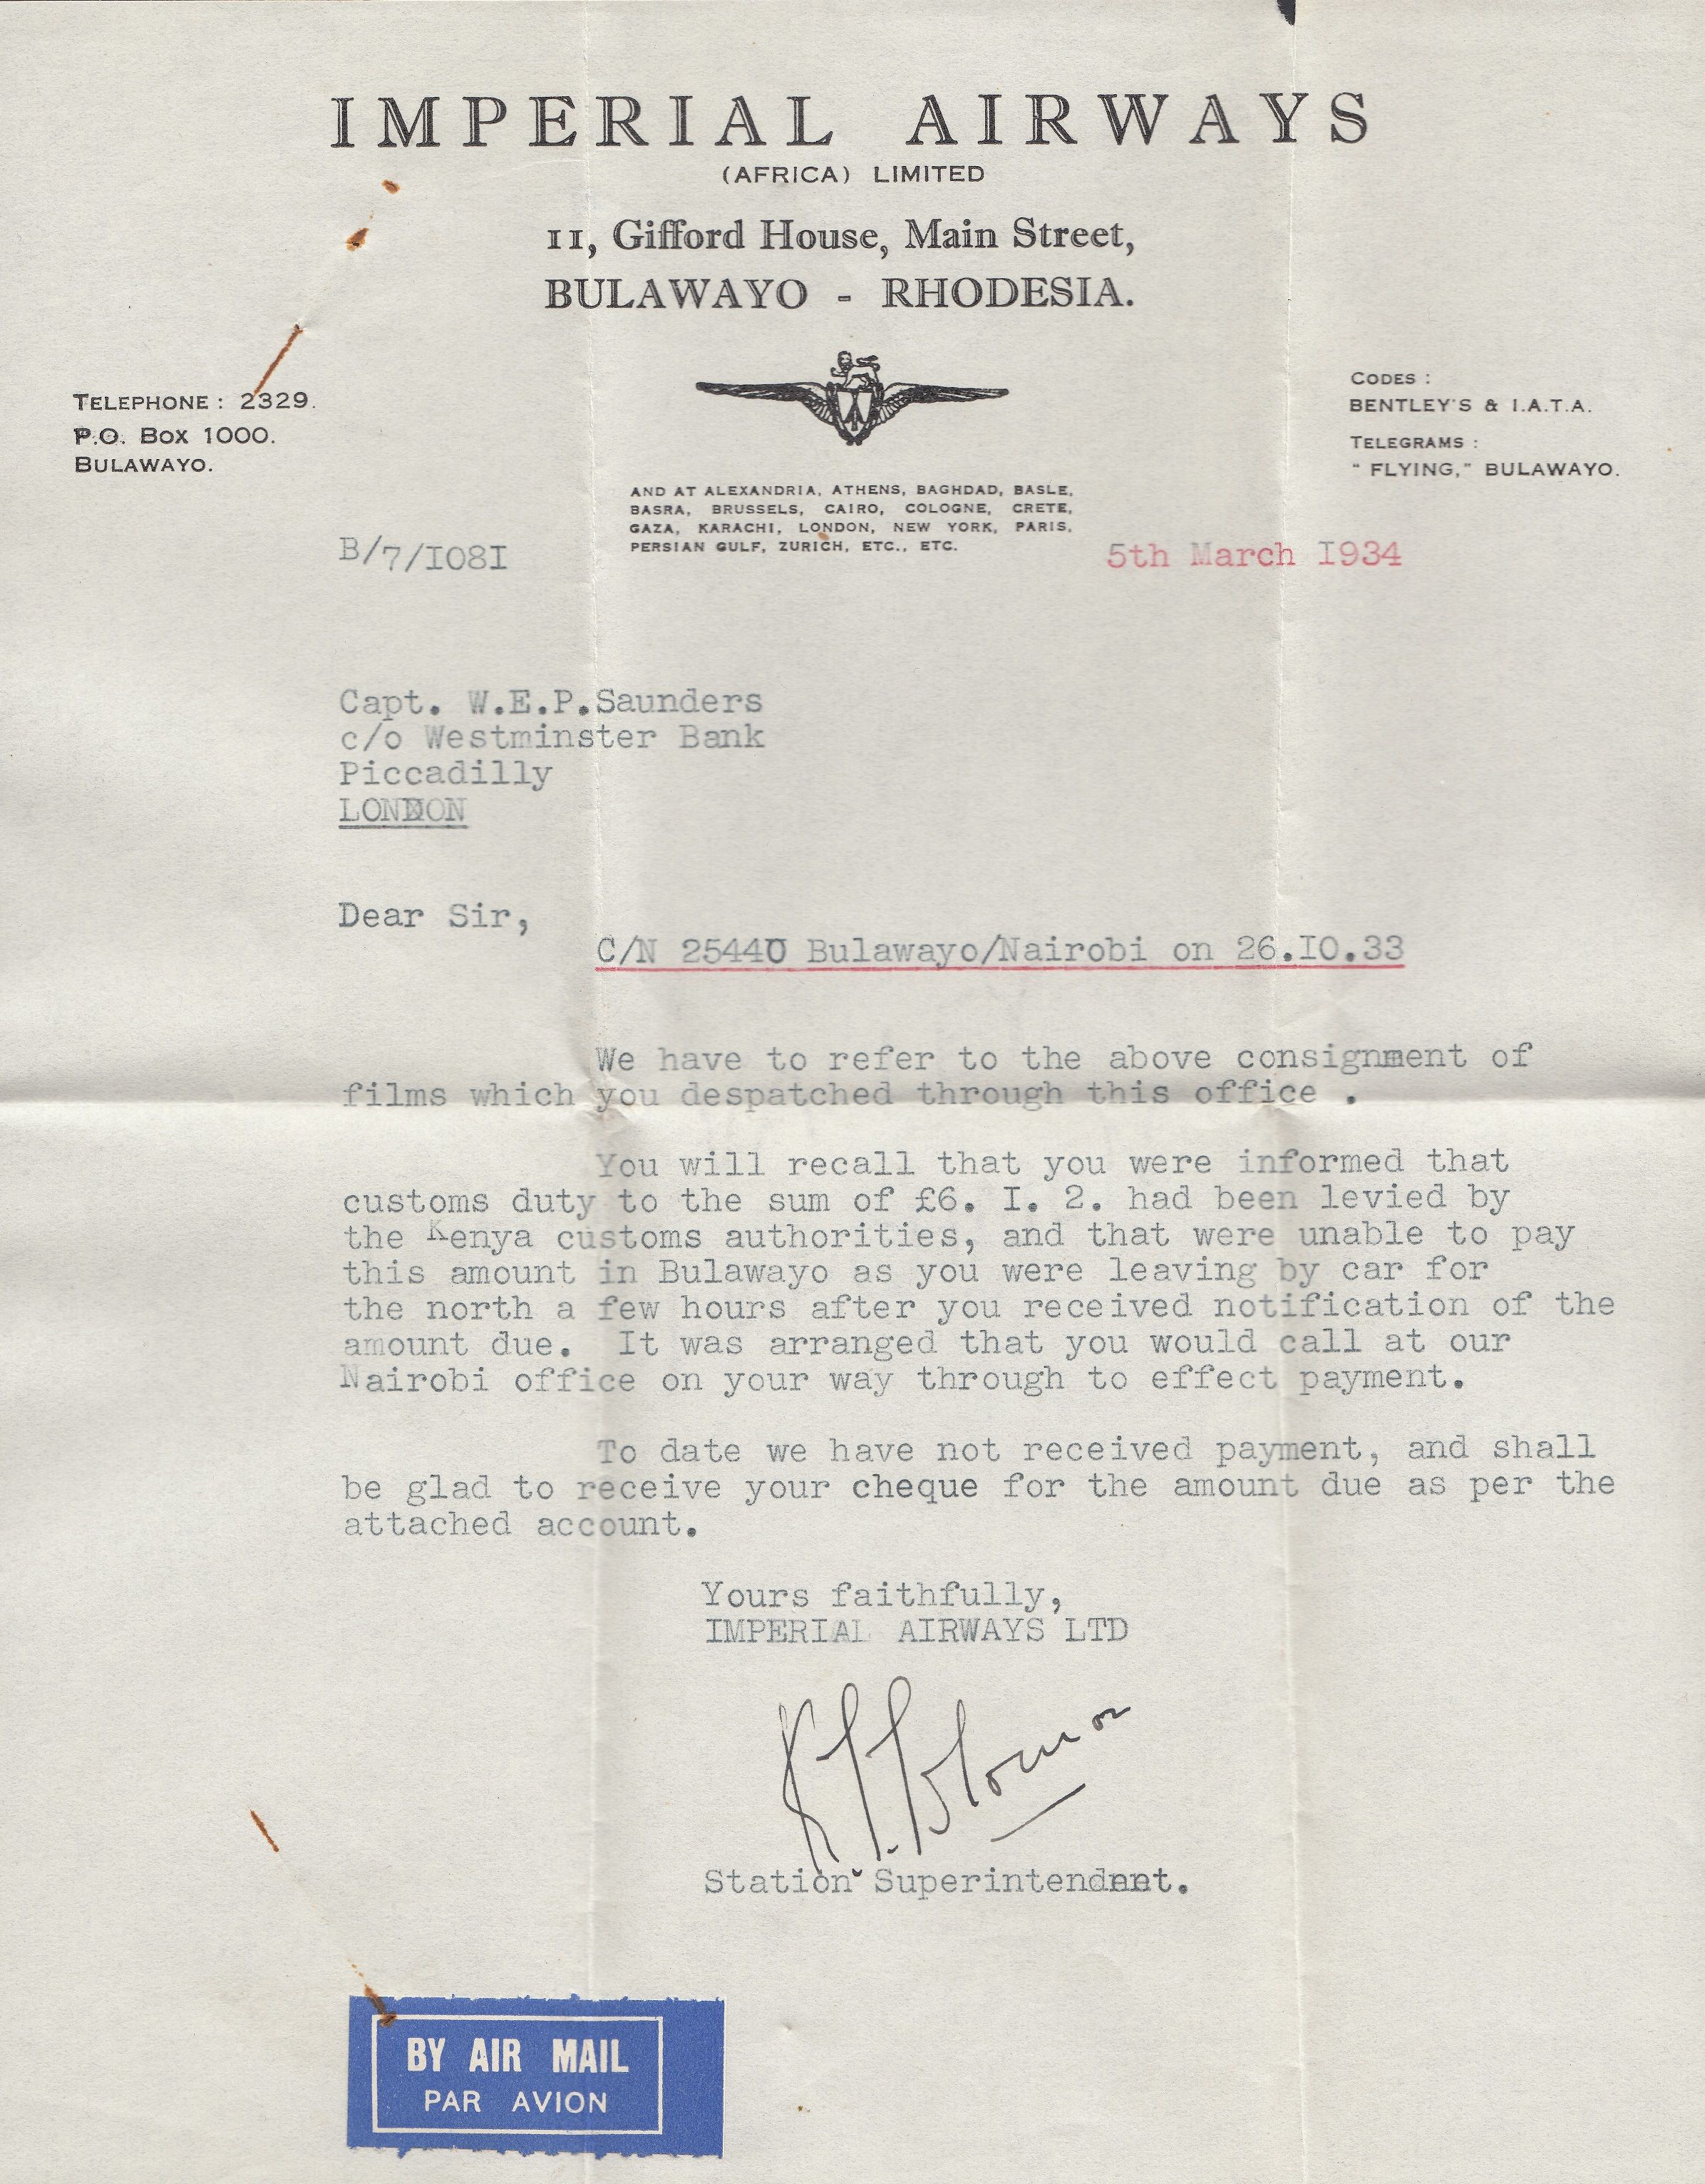 IMPERIAL AIRWAYS
(AFRICA) LIMITED
11, Gifford House, Main Street,
BULAWAYO - RHODESIA.
TELEPHONE: 2329.
P.O. BOX 1000.
BULAWAYO.
CODES:
BENTLEY'S & I.A.T.A.
TELEGRAMS:
"FLYING," BULAWAYO.
AND AT ALEXANDRIA, ATHENS, BAGHDAD, BASLE,
BASRA, BRUSSELS, CAIRO, COLOGNE, CRETE,
GAZA, KARACHI, LONDON, NEW YORK, PARIS,
PERSIAN GULF, ZURICH, ETC., ETC.
B/7/I08I
5th March I934
Capt. W.E.P.Saunders
c/o Westminster Bank
Piccadilly
LONDON
Dear Sir,
C/N 25440 Bulawayo/Nairobi on 26.IO.33
We have to refer to the above consignment of
films which you despatched through this office .
You will recall that you were informed that
customs duty to the sum of £6. I. 2. had been levied by
the Kenya customs authorities, and that were unable to pay
this amount in Bulawayo as you were leaving by car for
the north a few hours after you received notification of the
amount due. It was arranged that you would call at our
Nairobi office on your way through to effect payment.
To date we have not received payment, and shall
be glad to receive your cheque for the amount due as per the
attached account.
Yours faithfully,
IMPERIAL AIRWAYS LTD
Station Superintendent.
BY AIR MAIL
PAR AVION